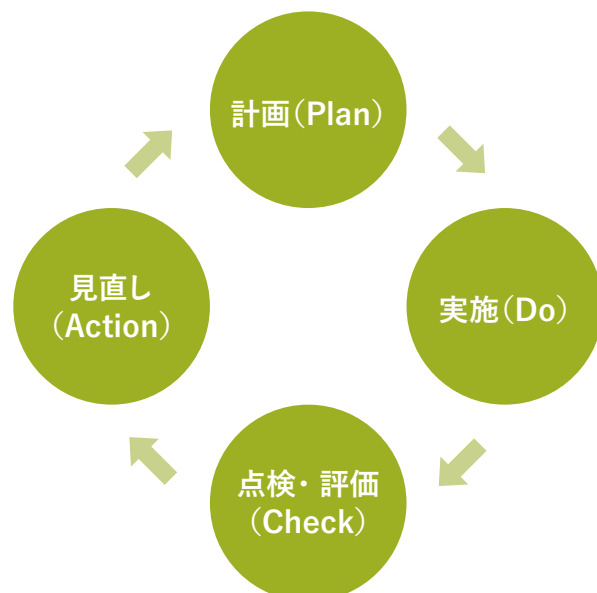 計画（Plan）
実施（Do）
点検・評価
（Check）
見直し
（Action）